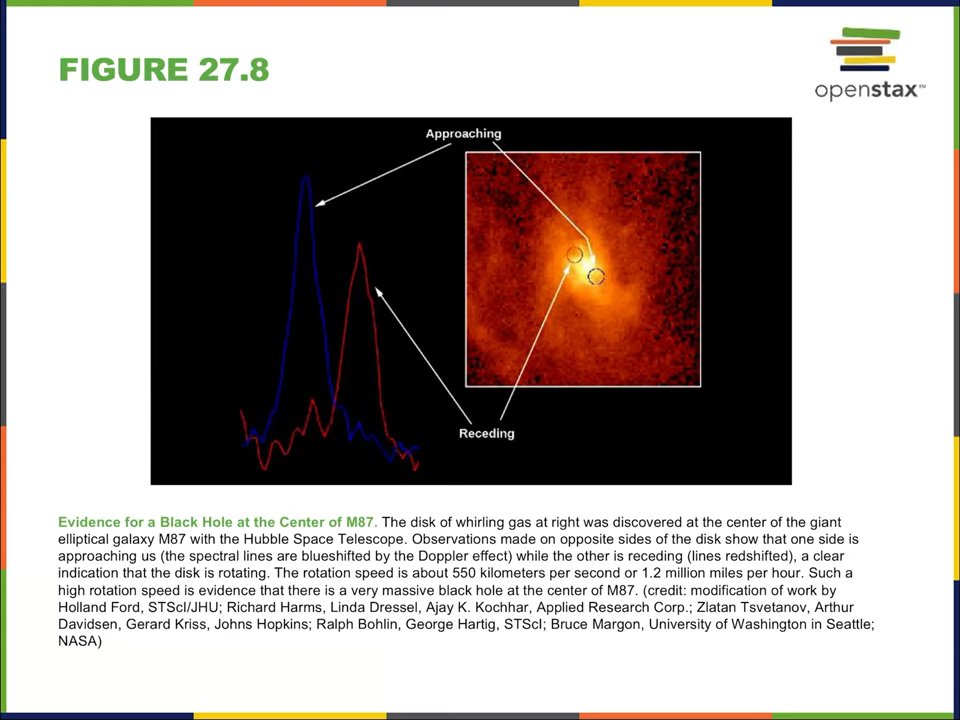 FIGURE 27.8
openstax™
Approaching
Receding
Evidence for a Black Hole at the Center of M87. The disk of whirling gas at right was discovered at the center of the giant
elliptical galaxy M87 with the Hubble Space Telescope. Observations made on opposite sides of the disk show that one side is
approaching us (the spectral lines are blueshifted by the Doppler effect) while the other is receding (lines redshifted), a clear
indication that the disk is rotating. The rotation speed is about 550 kilometers per second or 1.2 million miles per hour. Such a
high rotation speed is evidence that there is a very massive black hole at the center of M87. (credit: modification of work by
Holland Ford, STScI/JHU; Richard Harms, Linda Dressel, Ajay K. Kochhar, Applied Research Corp.; Zlatan Tsvetanov, Arthur
Davidsen, Gerard Kriss, Johns Hopkins; Ralph Bohlin, George Hartig, STScI; Bruce Margon, University of Washington in Seattle;
NASA)